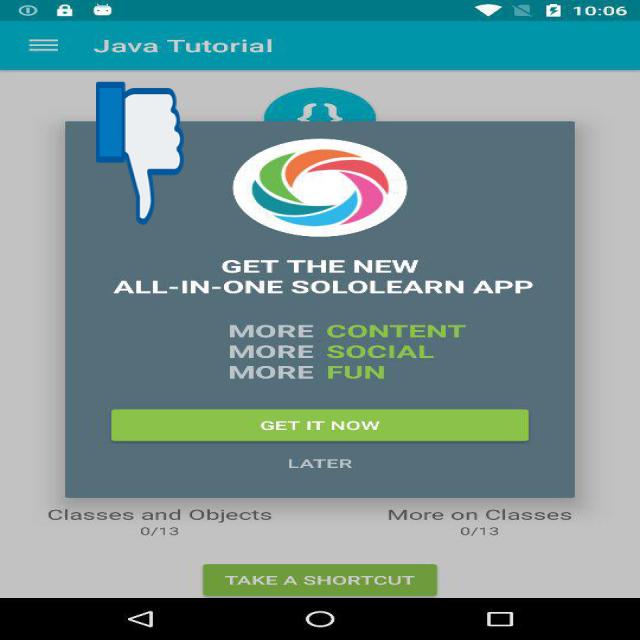 10:06
Java Tutorial
{ }
GET THE NEW
ALL-IN-ONE SOLOLEARN APP
MORE CONTENT
MORE SOCIAL
MORE FUN
GET IT NOW
LATER
Classes and Objects
0/13
More on Classes
0/13
TAKE A SHORTCUT